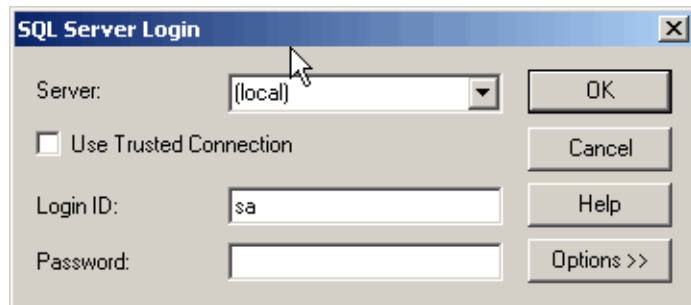 SQL Server Login
Server: (local) OK
Use Trusted Connection Cancel
Login ID: sa Help
Password: Options >>